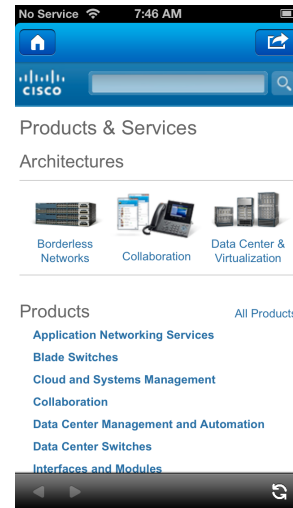 No Service 7:46 AM
CISCO
Products & Services
Architectures
Borderless
Networks
Collaboration
Data Center &
Virtualization
Products
All Products
Application Networking Services
Blade Switches
Cloud and Systems Management
Collaboration
Data Center Management and Automation
Data Center Switches
Interfaces and Modules